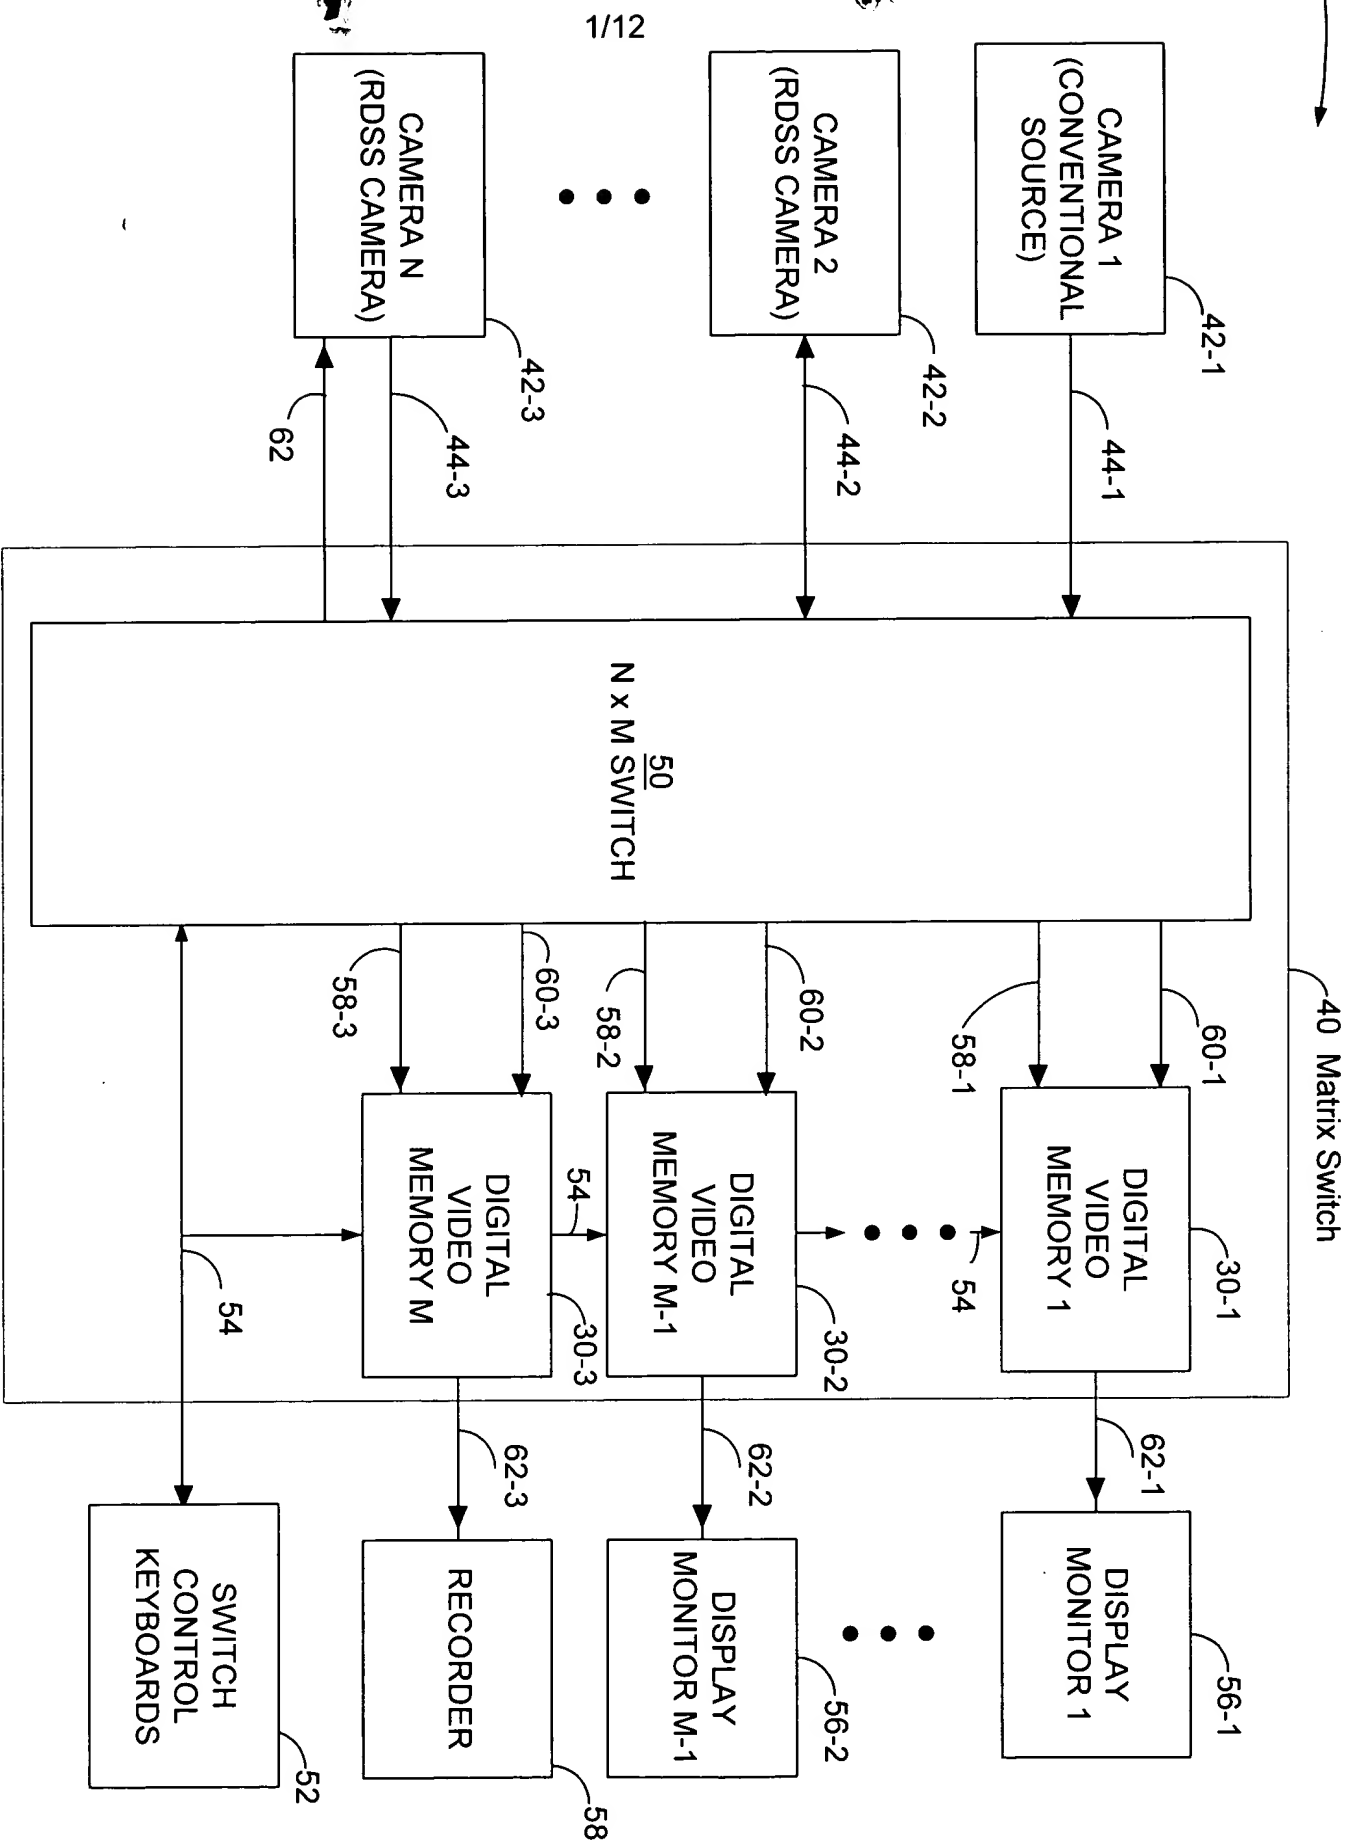 1/12
40 Matrix Switch
CAMERA 1
(CONVENTIONAL
SOURCE)
42-1
44-1
CAMERA 2
(RDSS CAMERA)
42-2
44-2
CAMERA N
(RDSS CAMERA)
42-3
44-3
62
50
N x M SWITCH
60-1
58-1
60-2
58-2
60-3
58-3
DIGITAL
VIDEO
MEMORY 1
30-1
54
DIGITAL
VIDEO
MEMORY M-1
30-2
54
DIGITAL
VIDEO
MEMORY M
30-3
54
62-1
62-2
62-3
DISPLAY
MONITOR 1
56-1
DISPLAY
MONITOR M-1
56-2
RECORDER
58
SWITCH
CONTROL
KEYBOARDS
52